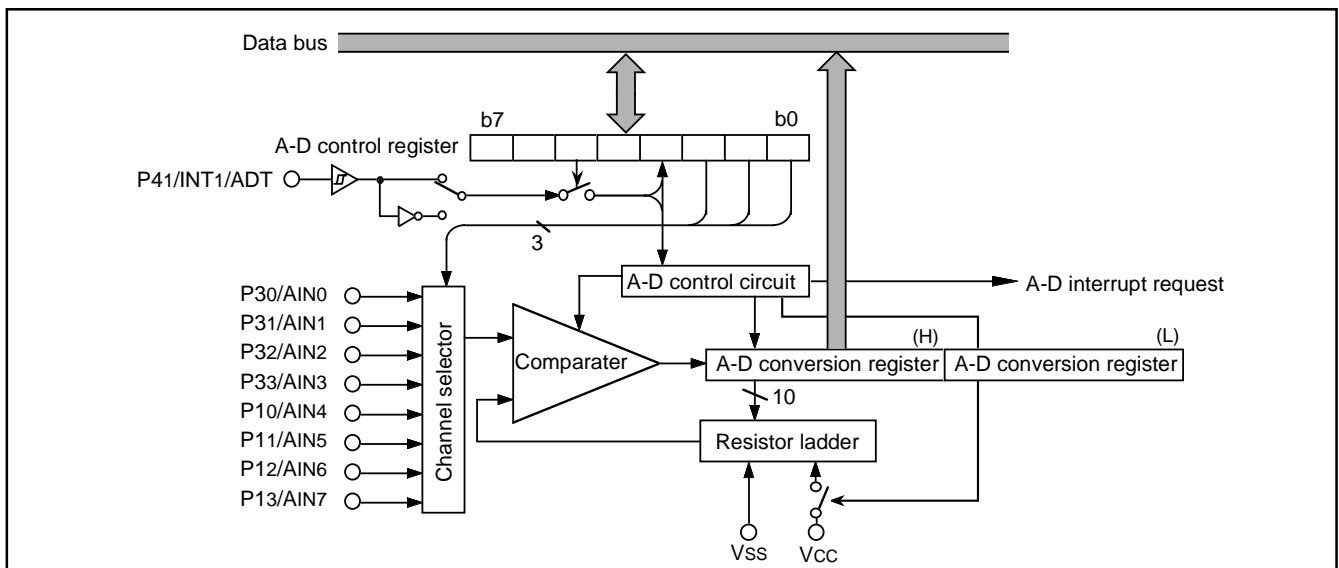 Data bus
b7
b0
A-D control register
P41/INT1/ADT
3
A-D control circuit
A-D interrupt request
P30/AIN0
P31/AIN1
P32/AIN2
P33/AIN3
P10/AIN4
P11/AIN5
P12/AIN6
P13/AIN7
Channel selector
Comparater
(H)
(L)
A-D conversion register
A-D conversion register
10
Resistor ladder
VSS
VCC